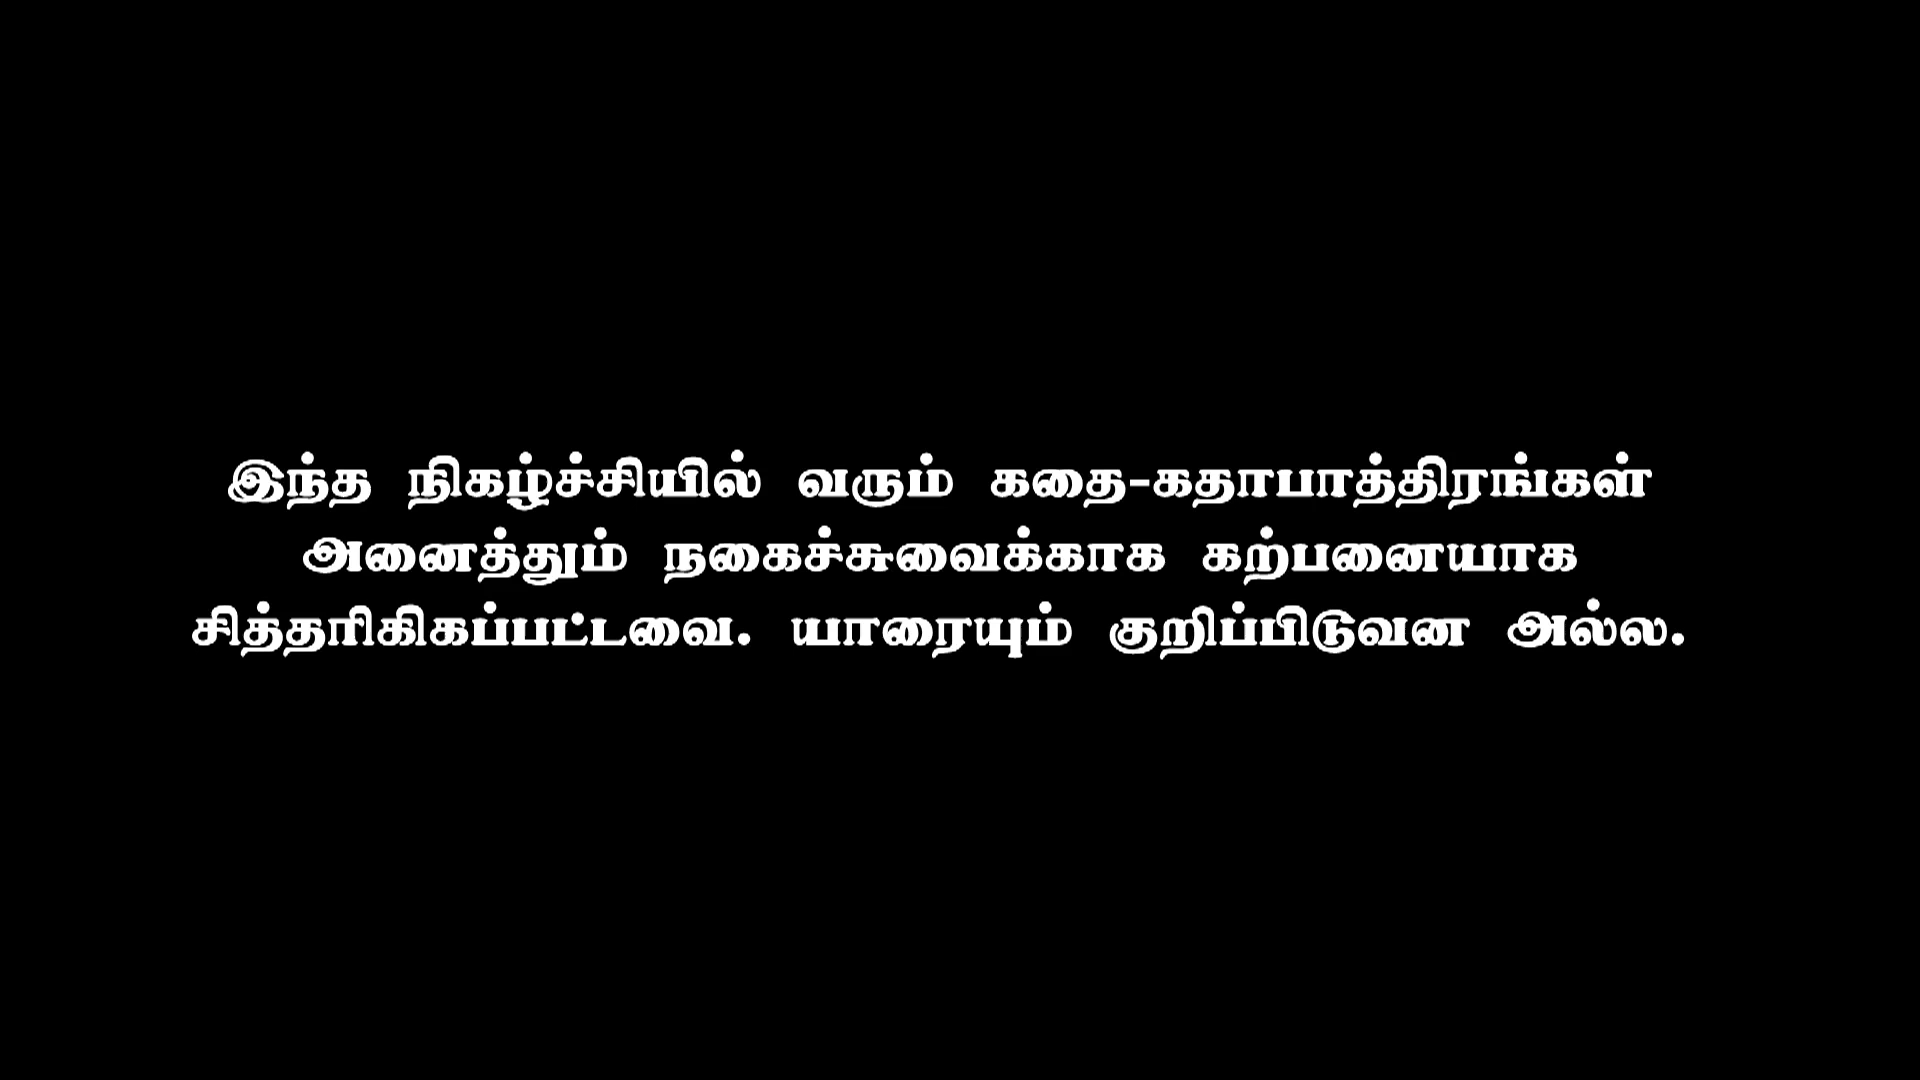 இந்த நிகழ்ச்சியில் வரும் கதை-கதாபாத்திரங்கள்
அனைத்தும் நகைச்சுவைக்காக கற்பனையாக
சித்தரிகிகப்பட்டவை. யாரையும் குறிப்பிடுவன அல்ல.